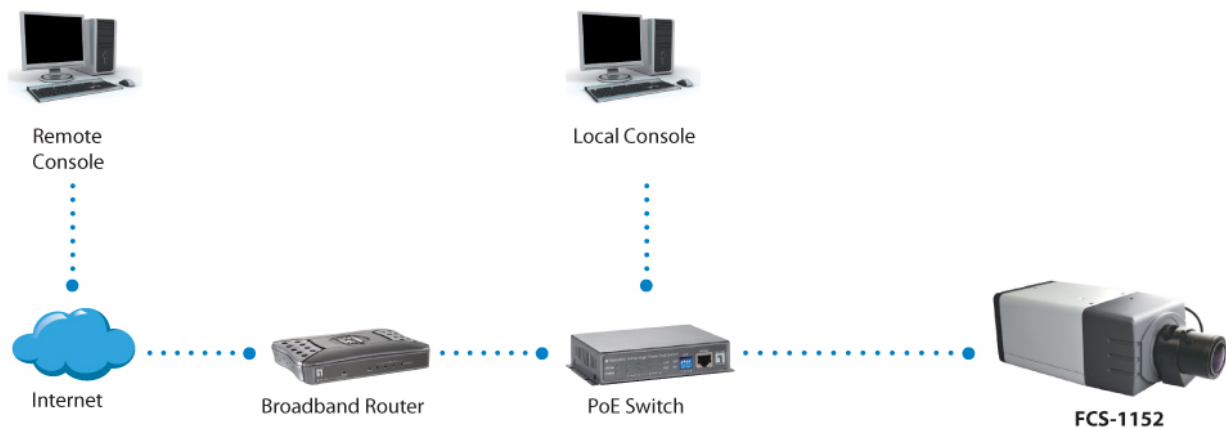 Remote
Console
Local Console
Internet
Broadband Router
PoE Switch
FCS-1152